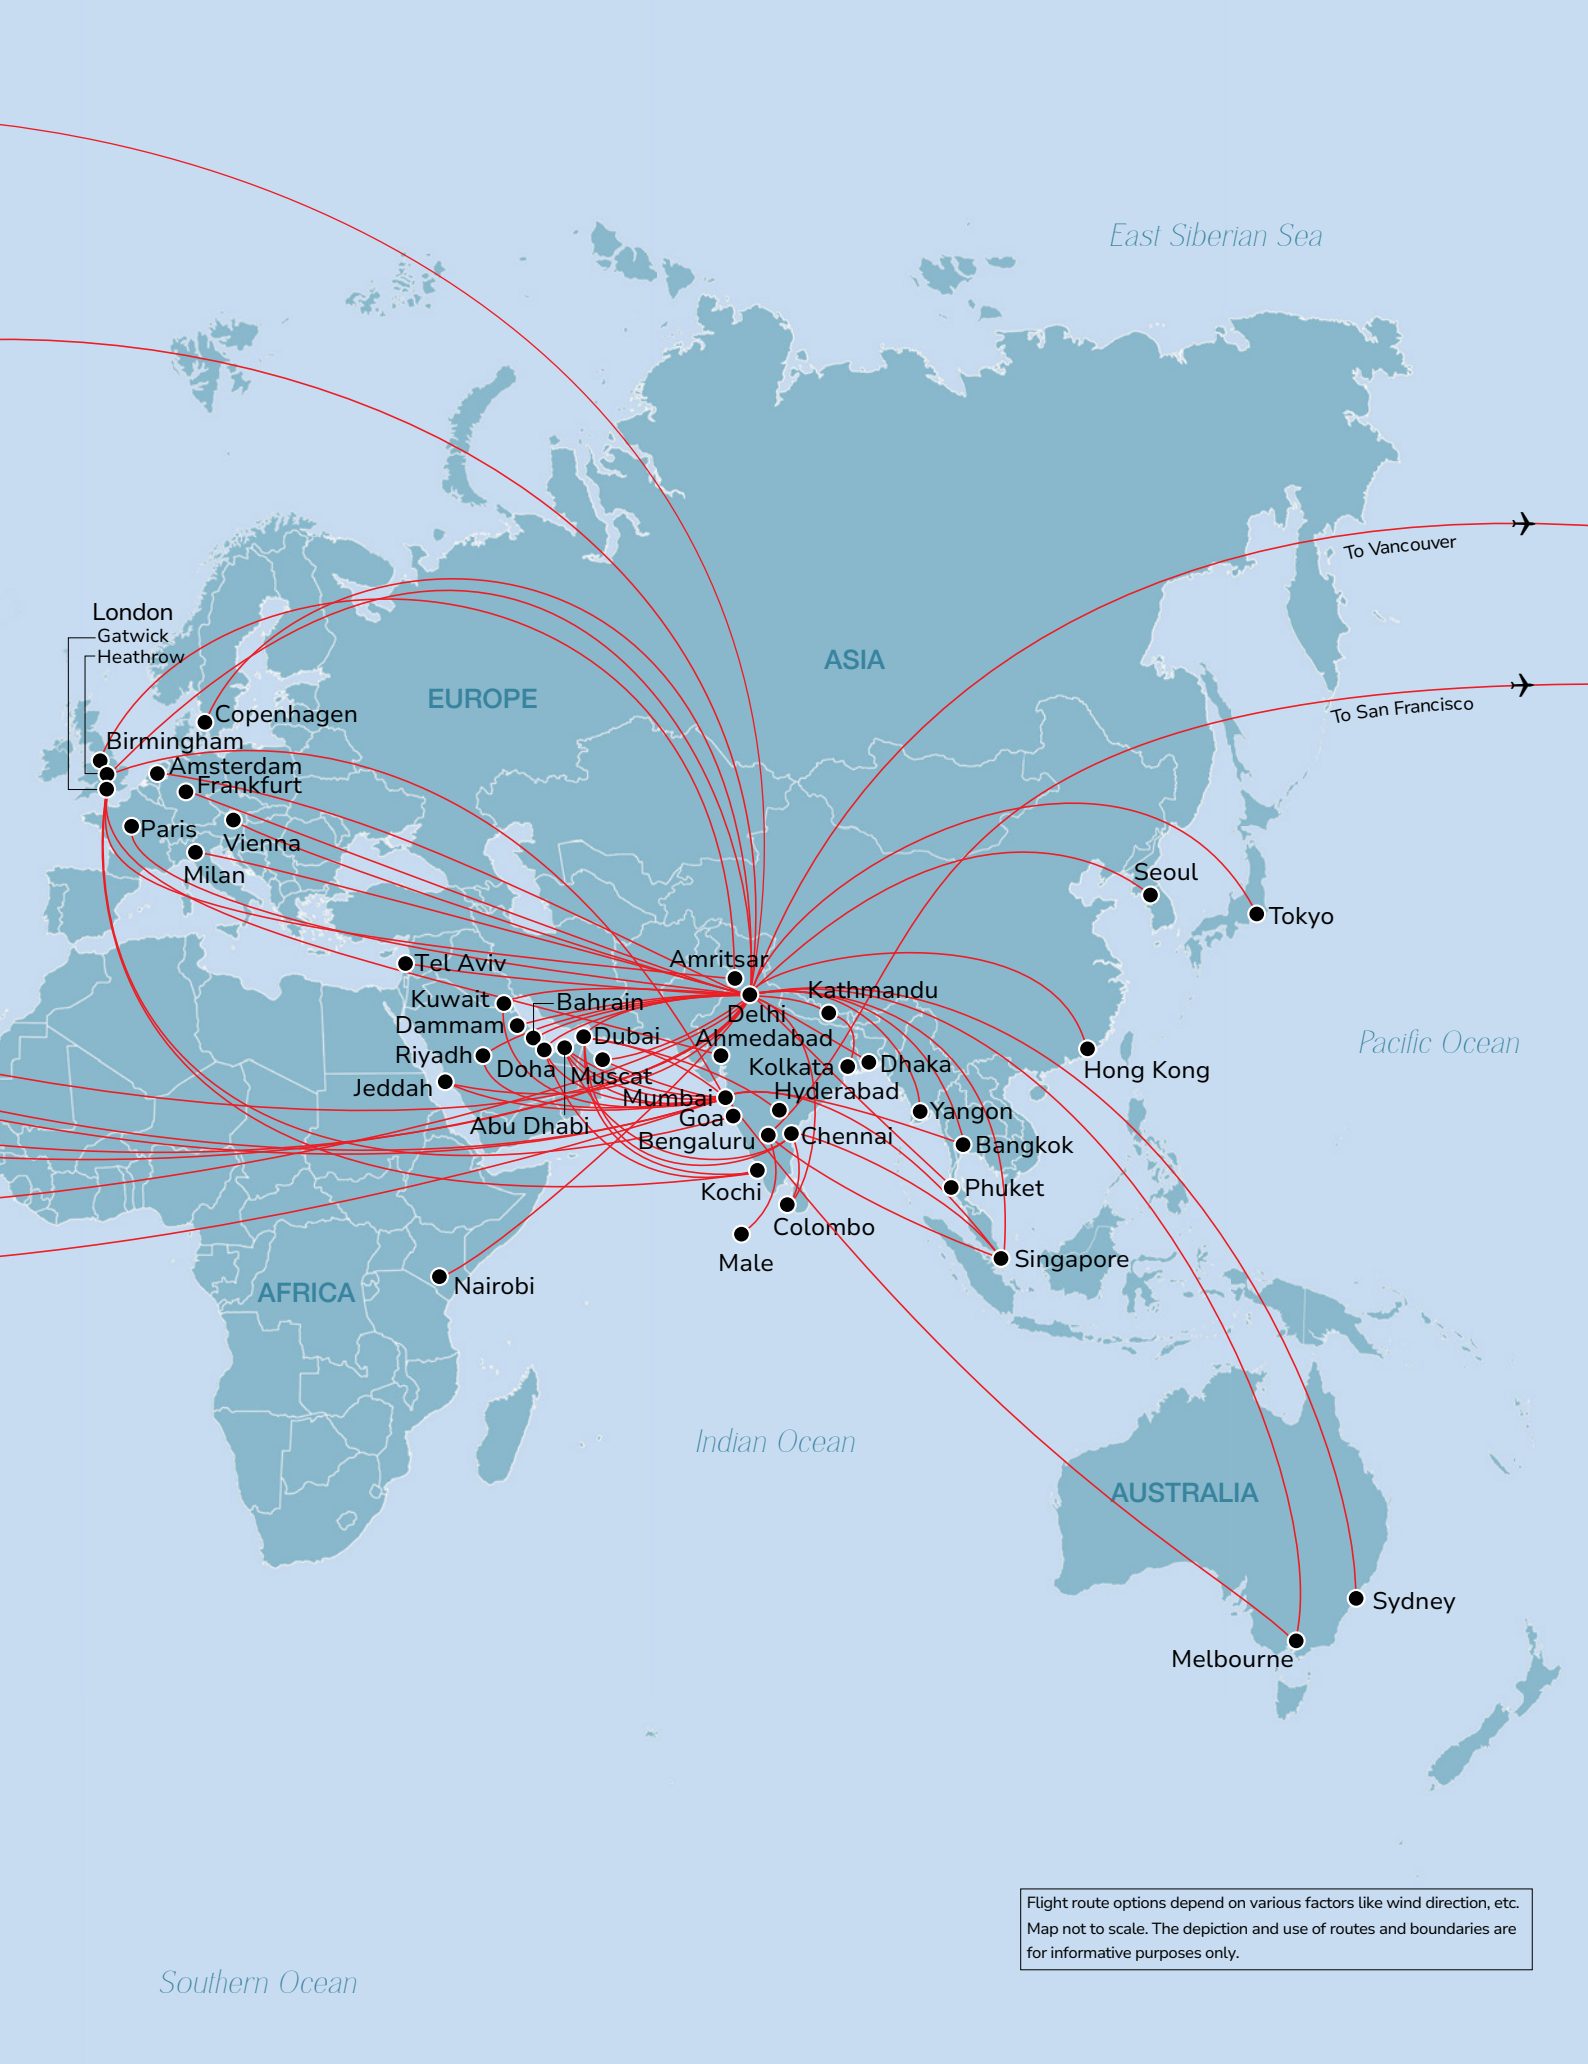 East Siberian Sea
To Vancouver
London
Gatwick
Heathrow
ASIA
EUROPE
To San Francisco
Copenhagen
Birmingham
Amsterdam
Frankfurt
Paris
Vienna
Milan
Seoul
Tokyo
Amritsar
Tel Aviv
Kathmandu
Kuwait
Bahrain
Delhi
Dammam
Dubai
Ahmedabad
Pacific Ocean
Riyadh
Doha
Muscat
Kolkata
Dhaka
Hong Kong
Jeddah
Mumbai
Hyderabad
Goa
Yangon
Abu Dhabi
Bengaluru
Chennai
Bangkok
Kochi
Phuket
Colombo
Male
Singapore
Nairobi
AFRICA
Indian Ocean
AUSTRALIA
Sydney
Melbourne
Flight route options depend on various factors like wind direction, etc.
Map not to scale. The depiction and use of routes and boundaries are
for informative purposes only.
Southern Ocean